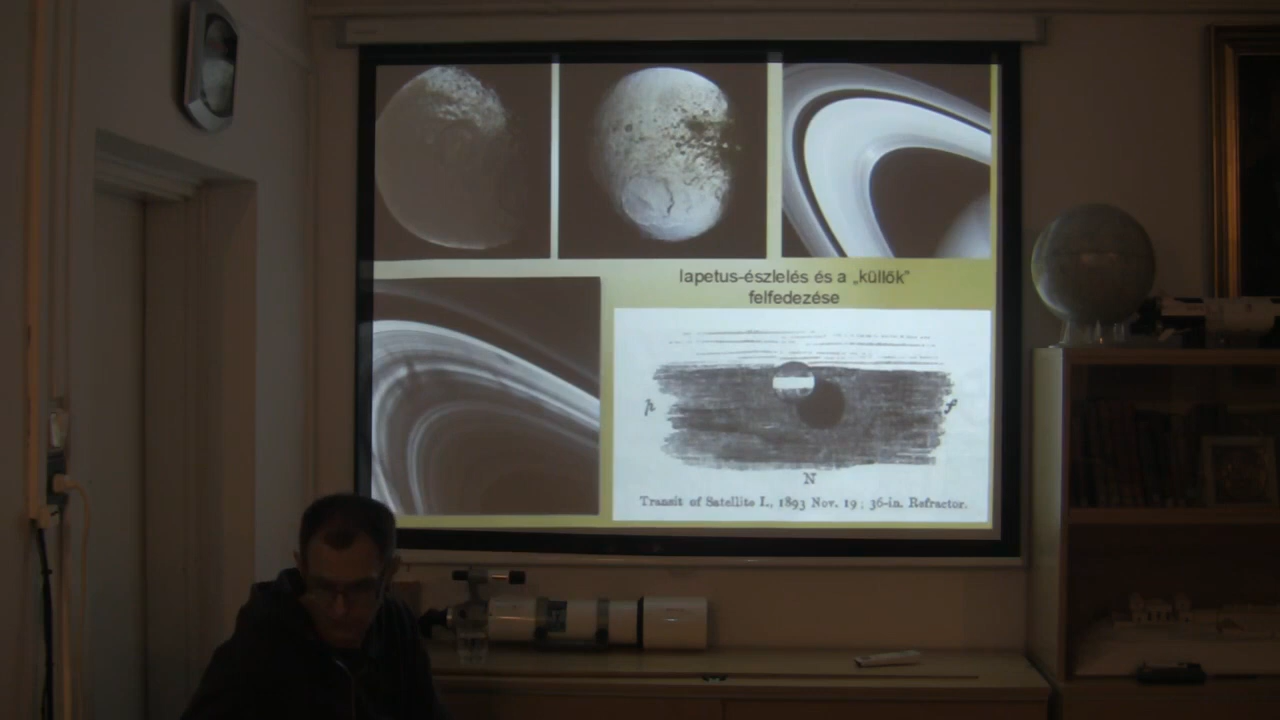 Iapetus-észlelés és a „küllők”
felfedezése
p f
N
Transit of Satellite I., 1893 Nov. 19 ; 36-in. Refractor.